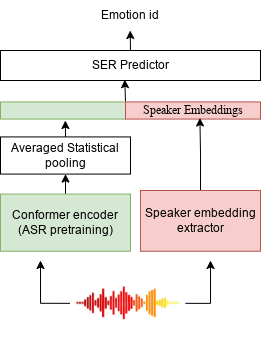 Emotion id
SER Predictor
Speaker Embeddings
Averaged Statistical
pooling
Conformer encoder
(ASR pretraining)
Speaker embedding
extractor